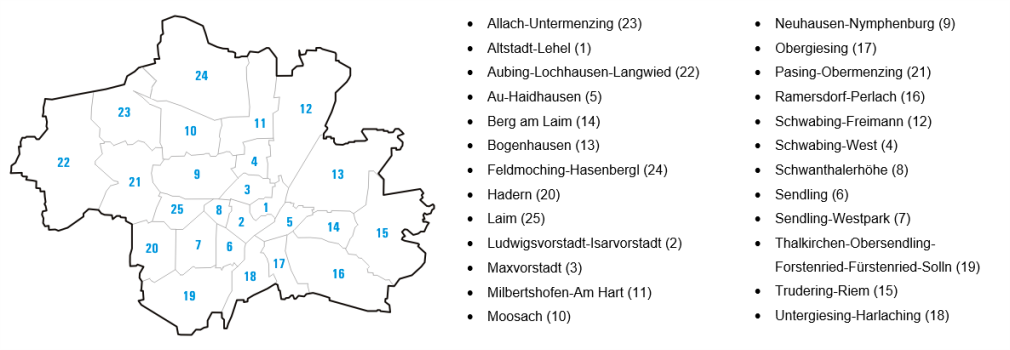 24
23
12
11
10
4
22
9
13
21
3
25
8
1
2
5
14
15
20
7
6
17
18
16
19
• Allach-Untermenzing (23)
• Altstadt-Lehel (1)
• Aubing-Lochhausen-Langwied (22)
• Au-Haidhausen (5)
• Berg am Laim (14)
• Bogenhausen (13)
• Feldmoching-Hasenbergl (24)
• Hadern (20)
• Laim (25)
• Ludwigsvorstadt-Isarvorstadt (2)
• Maxvorstadt (3)
• Milbertshofen-Am Hart (11)
• Moosach (10)
• Neuhausen-Nymphenburg (9)
• Obergiesing (17)
• Pasing-Obermenzing (21)
• Ramersdorf-Perlach (16)
• Schwabing-Freimann (12)
• Schwabing-West (4)
• Schwanthalerhöhe (8)
• Sendling (6)
• Sendling-Westpark (7)
• Thalkirchen-Obersendling-
Forstenried-Fürstenried-Solln (19)
• Trudering-Riem (15)
• Untergiesing-Harlaching (18)